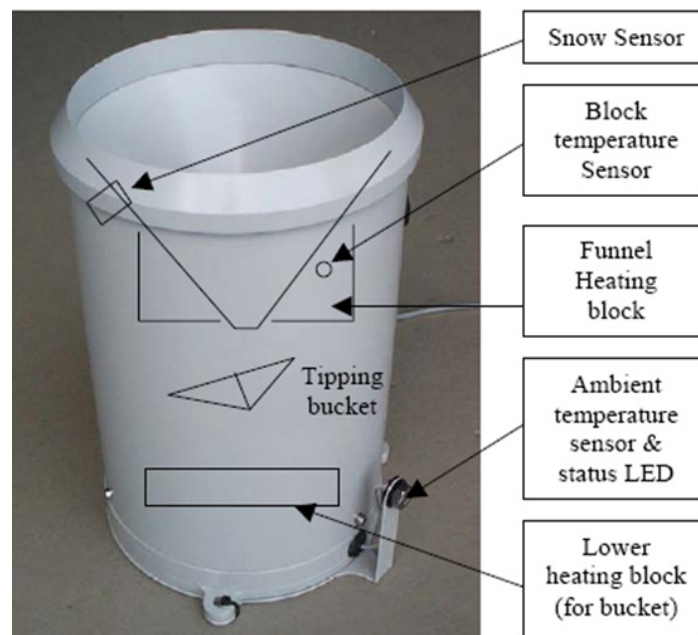 Snow Sensor
Block
temperature
Sensor
Funnel
Heating
block
Tipping
bucket
Ambient
temperature
sensor &
status LED
Lower
heating block
(for bucket)